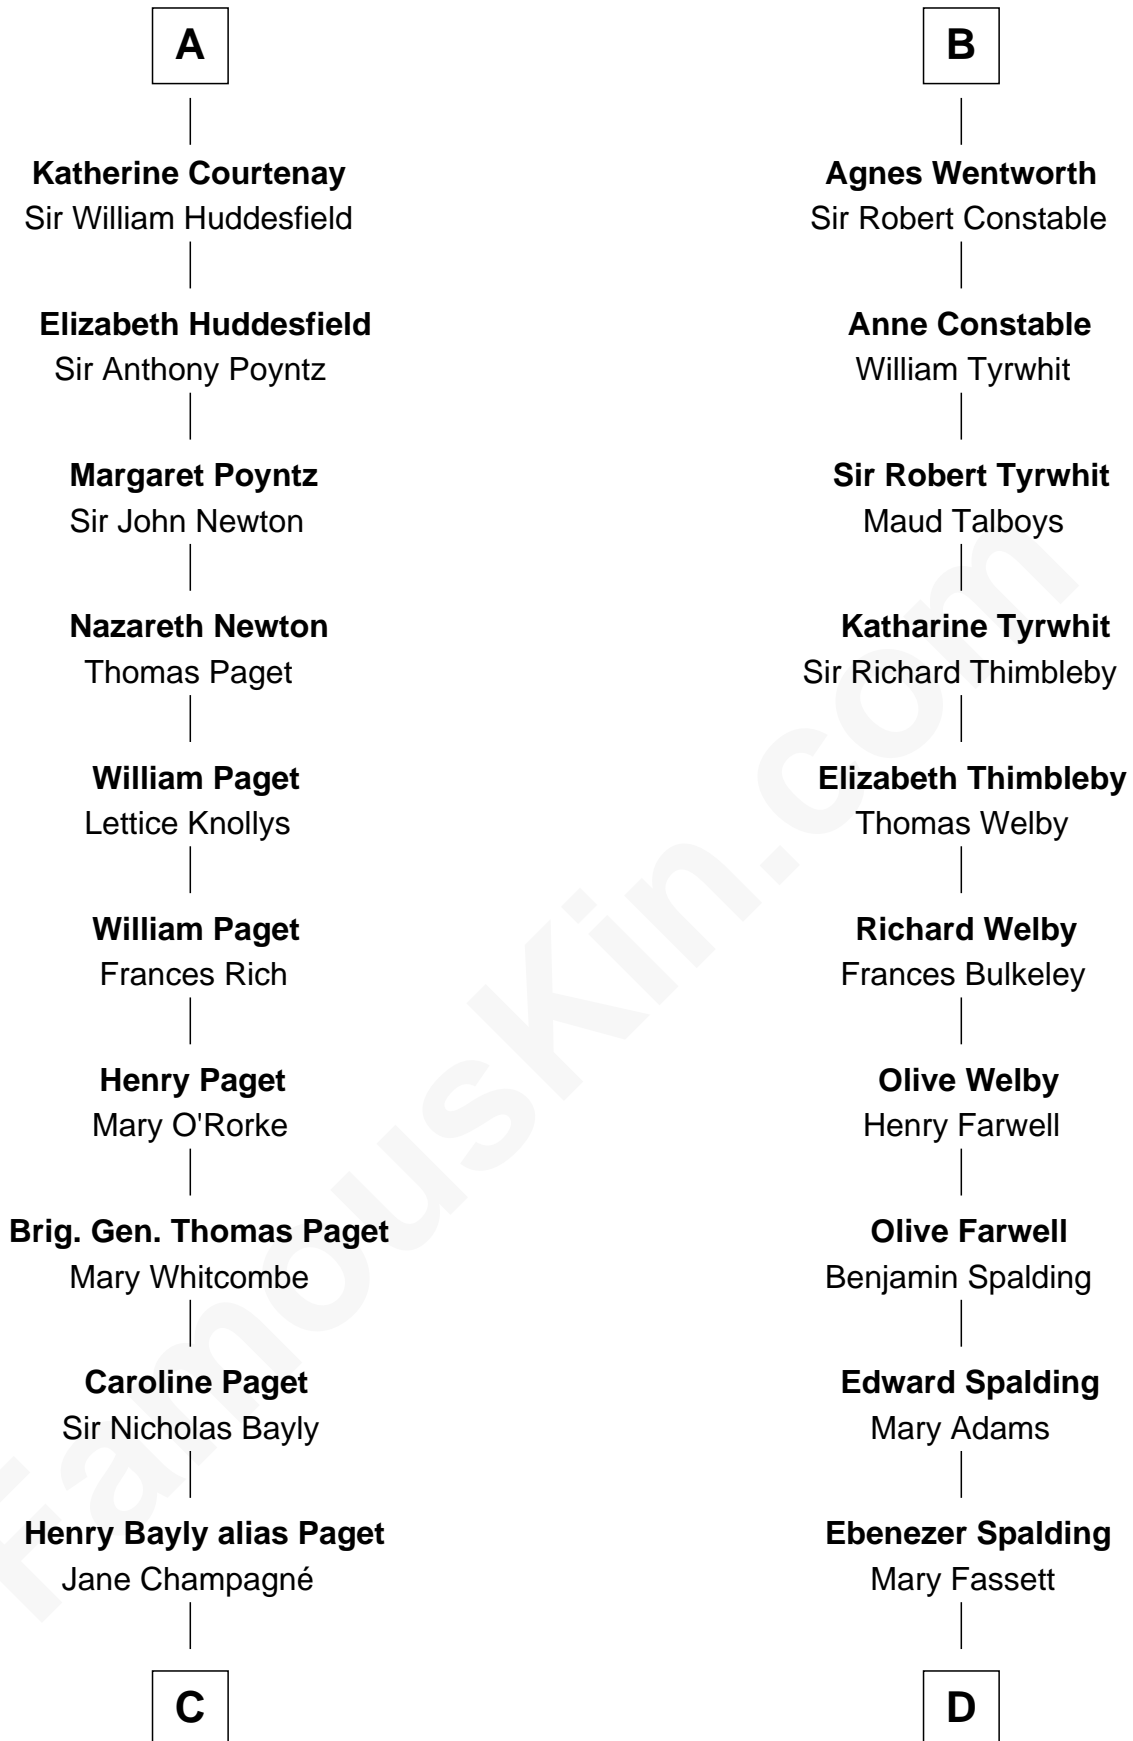 A
Katherine Courtenay
Sir William Huddesfield
Elizabeth Huddesfield
Sir Anthony Poyntz
Margaret Poyntz
Sir John Newton
Nazareth Newton
Thomas Paget
William Paget
Lettice Knollys
William Paget
Frances Rich
Henry Paget
Mary O'Rorke
Brig. Gen. Thomas Paget
Mary Whitcombe
Caroline Paget
Sir Nicholas Bayly
Henry Bayly alias Paget
Jane Champagné
C
B
Agnes Wentworth
Sir Robert Constable
Anne Constable
William Tyrwhit
Sir Robert Tyrwhit
Maud Talboys
Katharine Tyrwhit
Sir Richard Thimbleby
Elizabeth Thimbleby
Thomas Welby
Richard Welby
Frances Bulkeley
Olive Welby
Henry Farwell
Olive Farwell
Benjamin Spalding
Edward Spalding
Mary Adams
Ebenezer Spalding
Mary Fassett
D
FamousKin.com